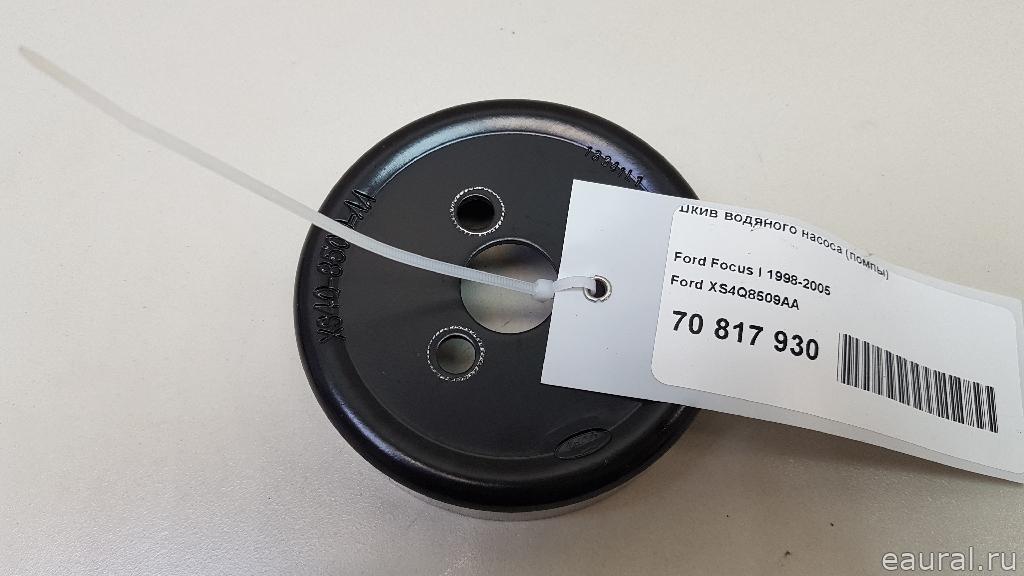 шкив водяного насоса (помпы)
Ford Focus I 1998-2005
Ford XS4Q8509AA
70 817 930
eaural.ru